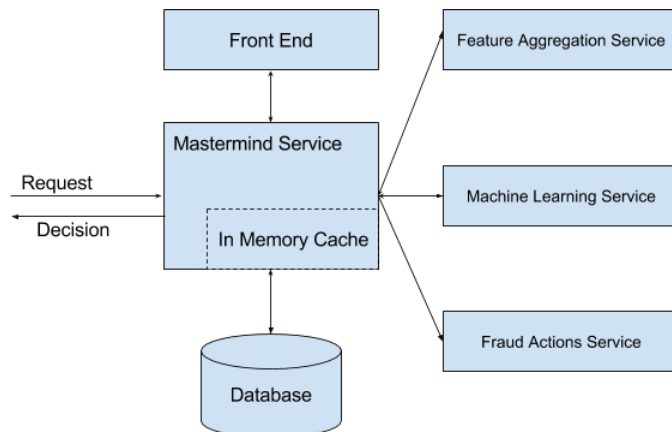 Front End
Feature Aggregation Service
Mastermind Service
Request
Decision
In Memory Cache
Machine Learning Service
Fraud Actions Service
Database